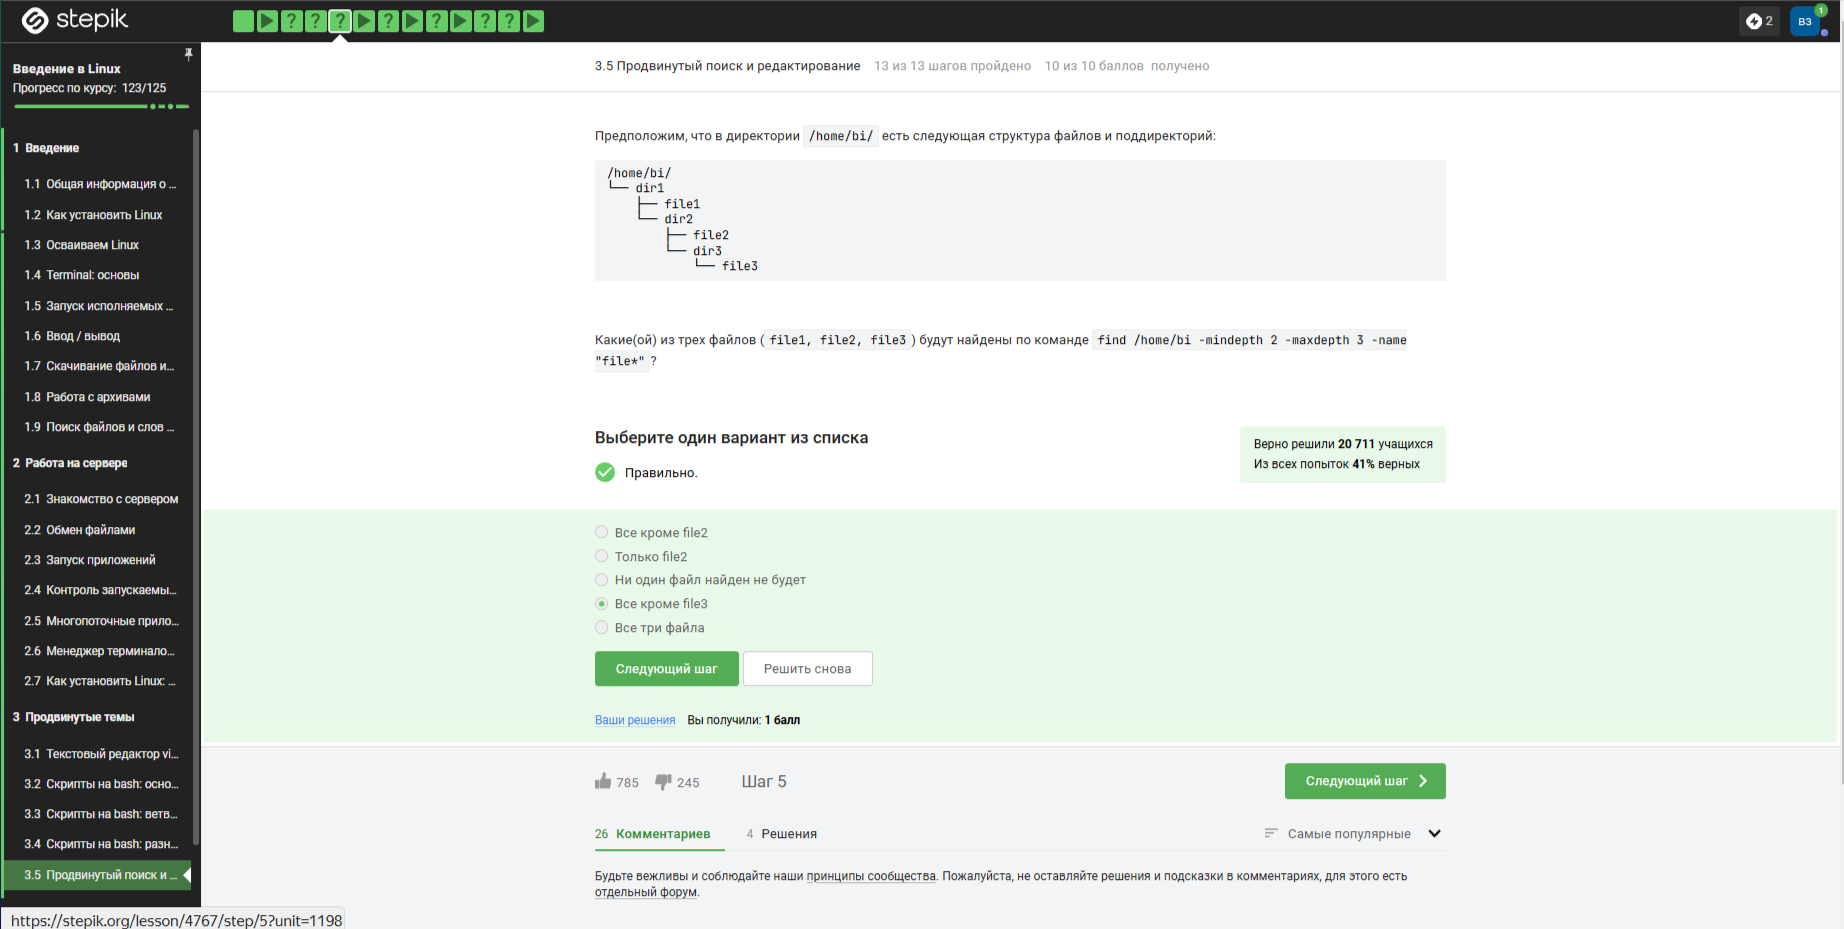 stepik
2
ВЗ
1
Введение в Linux
Прогресс по курсу: 123/125
1 Введение
1.1 Общая информация о ...
1.2 Как установить Linux
1.3 Осваиваем Linux
1.4 Terminal: основы
1.5 Запуск исполняемых ...
1.6 Ввод / вывод
1.7 Скачивание файлов и...
1.8 Работа с архивами
1.9 Поиск файлов и слов ...
2 Работа на сервере
2.1 Знакомство с сервером
2.2 Обмен файлами
2.3 Запуск приложений
2.4 Контроль запускаемы...
2.5 Многопоточные прило...
2.6 Менеджер терминало...
2.7 Как установить Linux: ...
3 Продвинутые темы
3.1 Текстовый редактор vi...
3.2 Скрипты на bash: осно...
3.3 Скрипты на bash: ветв...
3.4 Скрипты на bash: разн...
3.5 Продвинутый поиск и ...
https://stepik.org/lesson/4767/step/5?unit=1198
3.5 Продвинутый поиск и редактирование 13 из 13 шагов пройдено 10 из 10 баллов получено
Предположим, что в директории /home/bi/ есть следующая структура файлов и поддиректорий:
/home/bi/
└── dir1
    ├── file1
    └── dir2
        ├── file2
        └── dir3
            └── file3
Какие(ой) из трех файлов ( file1, file2, file3 ) будут найдены по команде find /home/bi -mindepth 2 -maxdepth 3 -name
"file*" ?
Выберите один вариант из списка
Правильно.
Верно решили 20 711 учащихся
Из всех попыток 41% верных
Все кроме file2
Только file2
Ни один файл найден не будет
Все кроме file3
Все три файла
Следующий шаг Решить снова
Ваши решения Вы получили: 1 балл
785 245 Шаг 5 Следующий шаг
26 Комментариев 4 Решения Самые популярные
Будьте вежливы и соблюдайте наши принципы сообщества. Пожалуйста, не оставляйте решения и подсказки в комментариях, для этого есть
отдельный форум.